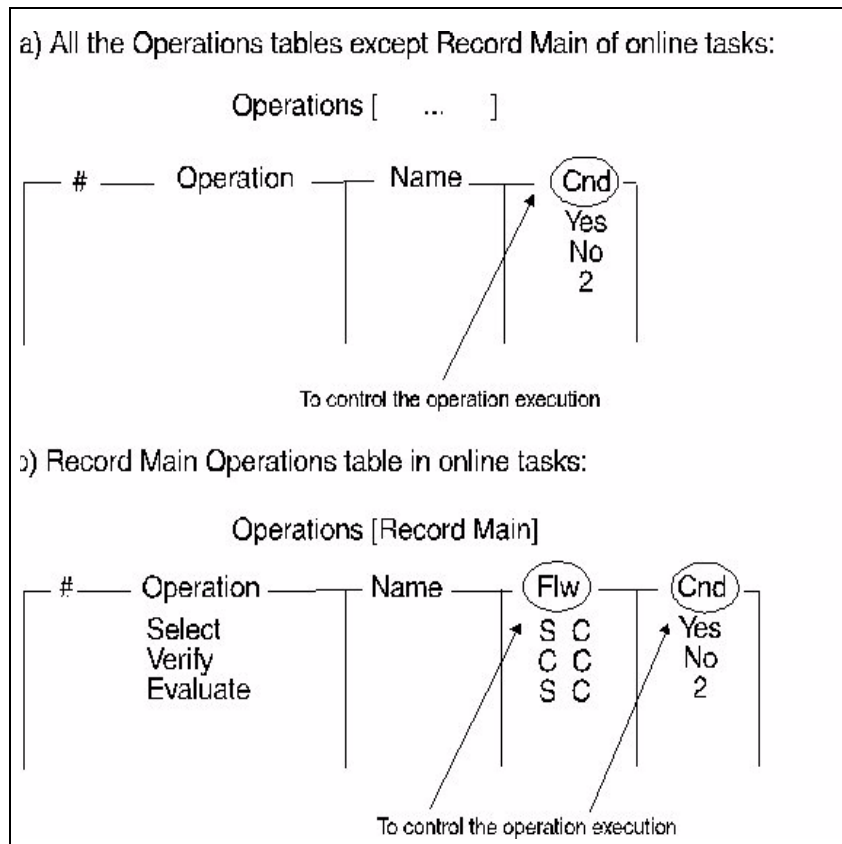 a) All the Operations tables except Record Main of online tasks:
Operations [ ... ]
# Operation Name Cnd
Yes
No
2
To control the operation execution
b) Record Main Operations table in online tasks:
Operations [Record Main]
# Operation Name Flw Cnd
Select S C Yes
Verify C C No
Evaluate S C 2
To control the operation execution